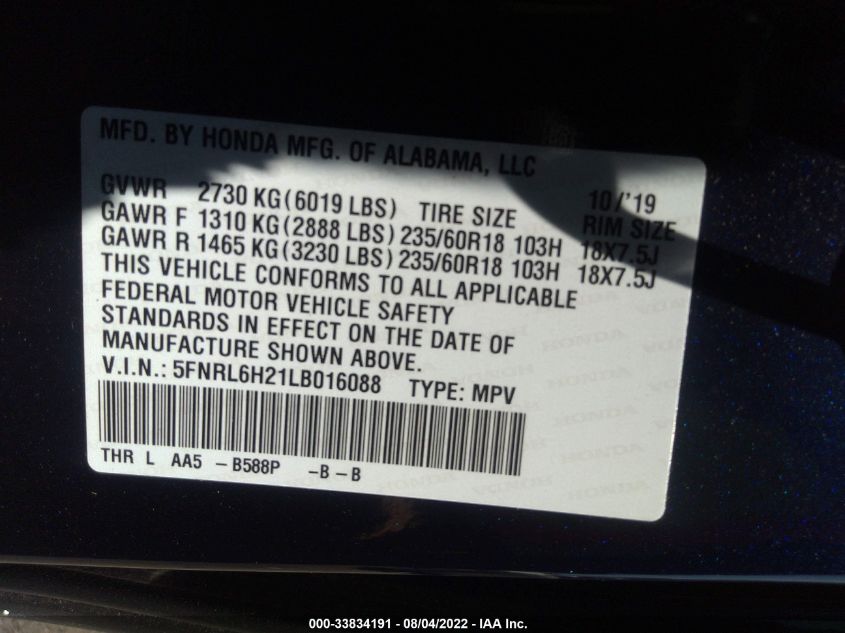 MFD. BY HONDA MFG. OF ALABAMA, LLC
10/'19
GVWR 2730 KG(6019 LBS) TIRE SIZE RIM SIZE
GAWR F 1310 KG(2888 LBS) 235/60R18 103H 18X7.5J
GAWR R 1465 KG(3230 LBS) 235/60R18 103H 18X7.5J
THIS VEHICLE CONFORMS TO ALL APPLICABLE
FEDERAL MOTOR VEHICLE SAFETY
STANDARDS IN EFFECT ON THE DATE OF
MANUFACTURE SHOWN ABOVE.
V.I.N.: 5FNRL6H21LB016088 TYPE: MPV
THR L AA5 -B588P -B-B
000-33834191 - 08/04/2022 - IAA Inc.